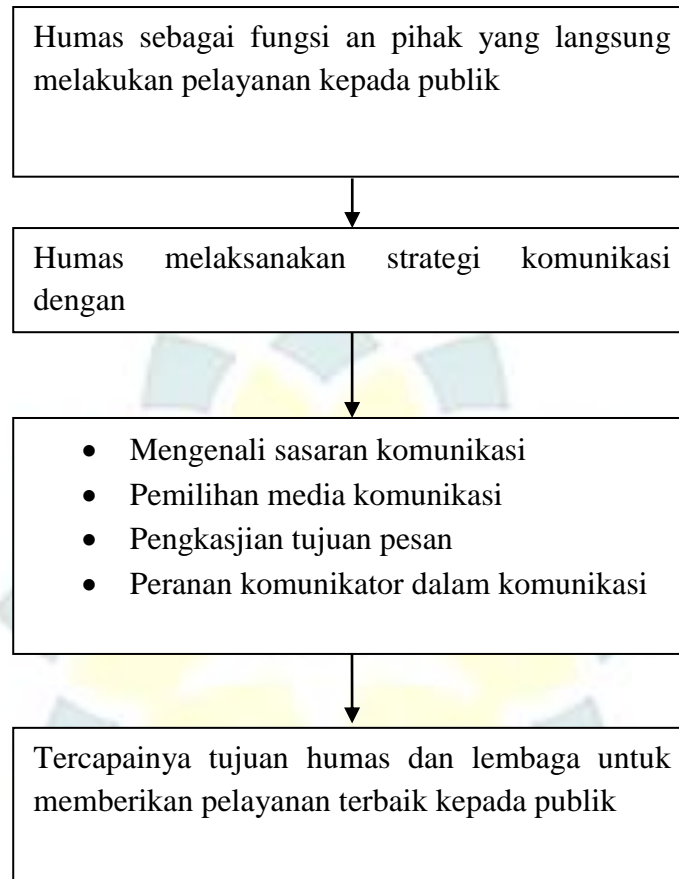 Humas sebagai fungsi an pihak yang langsung
melakukan pelayanan kepada publik
Humas melaksanakan strategi komunikasi
dengan
• Mengenali sasaran komunikasi
• Pemilihan media komunikasi
• Pengkasjian tujuan pesan
• Peranan komunikator dalam komunikasi
Tercapainya tujuan humas dan lembaga untuk
memberikan pelayanan terbaik kepada publik